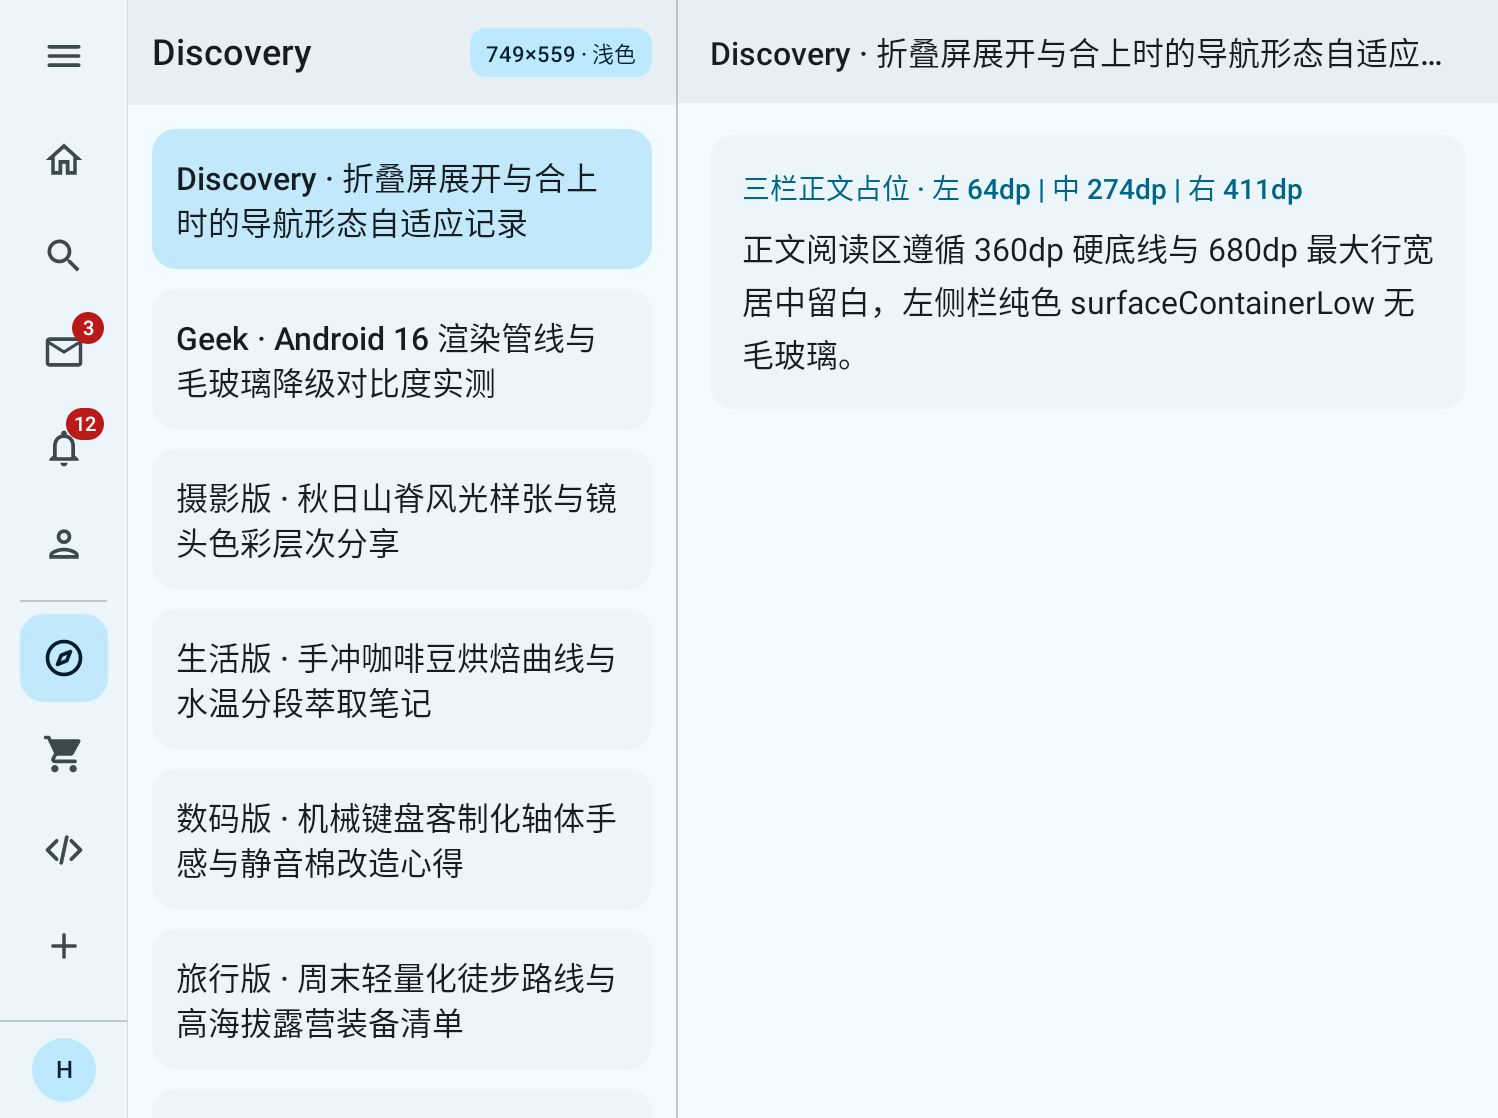 Discovery
749×559 · 浅色
Discovery · 折叠屏展开与合上时的导航形态自适应…
3
12
H
Discovery · 折叠屏展开与合上
时的导航形态自适应记录
Geek · Android 16 渲染管线与
毛玻璃降级对比度实测
摄影版 · 秋日山脊风光样张与镜
头色彩层次分享
生活版 · 手冲咖啡豆烘焙曲线与
水温分段萃取笔记
数码版 · 机械键盘客制化轴体手
感与静音棉改造心得
旅行版 · 周末轻量化徒步路线与
高海拔露营装备清单
三栏正文占位 · 左 64dp | 中 274dp | 右 411dp
正文阅读区遵循 360dp 硬底线与 680dp 最大行宽
居中留白，左侧栏纯色 surfaceContainerLow 无
毛玻璃。